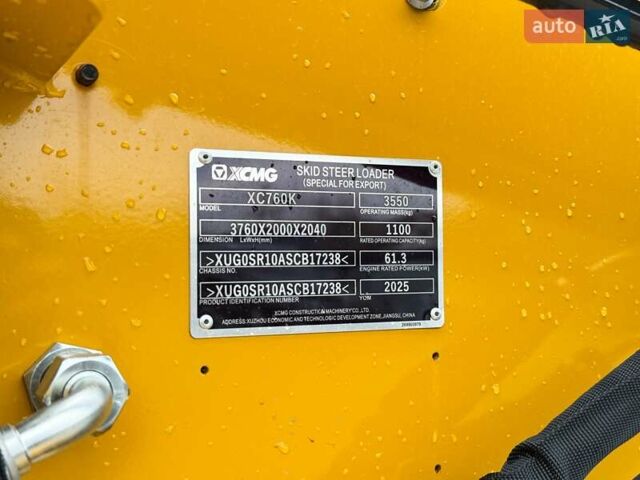 auto RIA
.com
XCMG SKID STEER LOADER
(SPECIAL FOR EXPORT)
XC760K 3550
MODEL OPERATING MASS(kg)
3760X2000X2040 1100
DIMENSION LxWxH(mm) RATED OPERATING CAPACITY(kg)
>XUG0SR10ASCB17238< 61.3
CHASSIS NO. ENGINE RATED POWER(kW)
>XUG0SR10ASCB17238< 2025
PRODUCT IDENTIFICATION NUMBER YOM
XCMG CONSTRUCTION MACHINERY CO.,LTD.
ADDRESS: XUZHOU ECONOMIC AND TECHNOLOGIC DEVELOPMENT ZONE, JIANGSU, CHINA